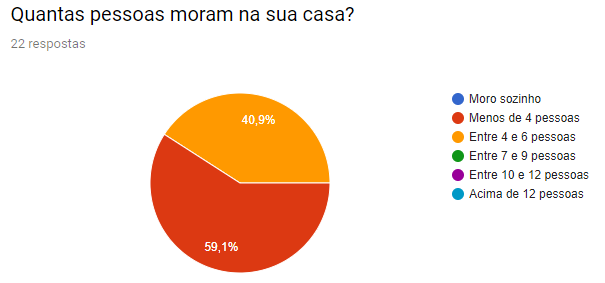 Quantas pessoas moram na sua casa?
22 respostas
40,9%
59,1%
Moro sozinho
Menos de 4 pessoas
Entre 4 e 6 pessoas
Entre 7 e 9 pessoas
Entre 10 e 12 pessoas
Acima de 12 pessoas